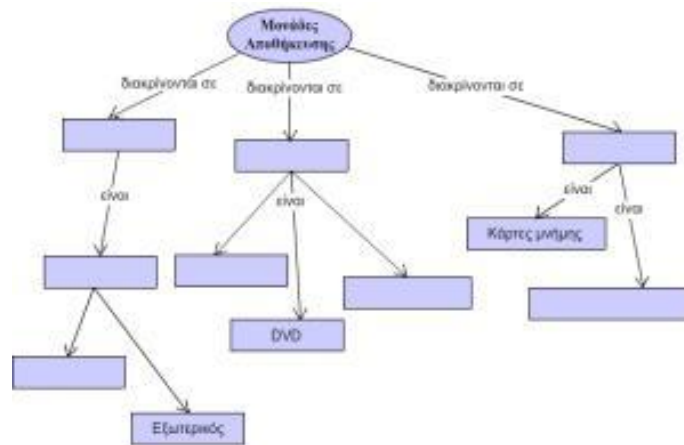 Μονάδες
Αποθήκευσης
διακρίνονται σε
διακρίνονται σε
διακρίνονται σε
είναι
είναι
είναι
είναι
Κάρτες μνήμης
DVD
Εξωτερικός